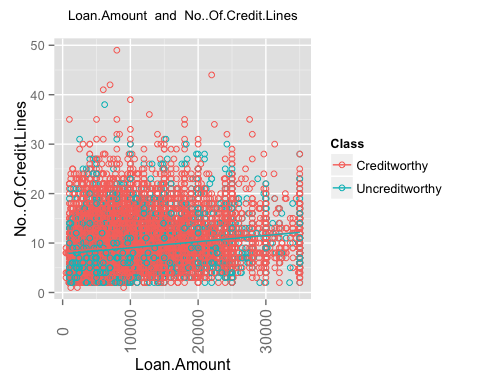 Loan.Amount and No..Of.Credit.Lines
50
40
30
20
10
0
No..Of.Credit.Lines
0
10000
20000
30000
Loan.Amount
Class
Creditworthy
Uncreditworthy